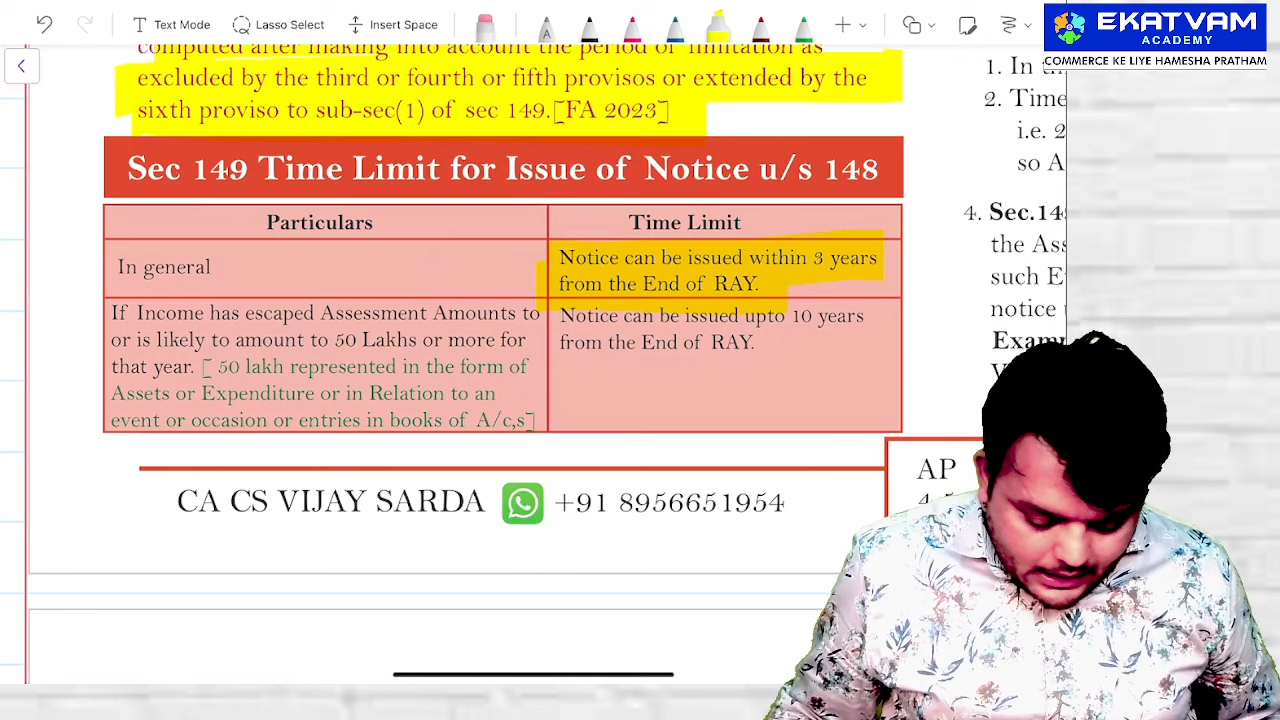 Text Mode
Lasso Select
Insert Space
EKATVAM
ACADEMY
COMMERCE KE LIYE HAMESHA PRATHAM
computed after making into account the period of limitation as
excluded by the third or fourth or fifth provisos or extended by the
sixth proviso to sub-sec(1) of sec 149.[FA 2023]
Sec 149 Time Limit for Issue of Notice u/s 148
Particulars
Time Limit
In general
Notice can be issued within 3 years
from the End of RAY.
If Income has escaped Assessment Amounts to
or is likely to amount to 50 Lakhs or more for
that year. [ 50 lakh represented in the form of
Assets or Expenditure or in Relation to an
event or occasion or entries in books of A/c,s]
Notice can be issued upto 10 years
from the End of RAY.
CA CS VIJAY SARDA +91 8956651954
1. In
2. Time
i.e. 2
so A
4. Sec.14
the Ass
such E
notice
Exam
AP